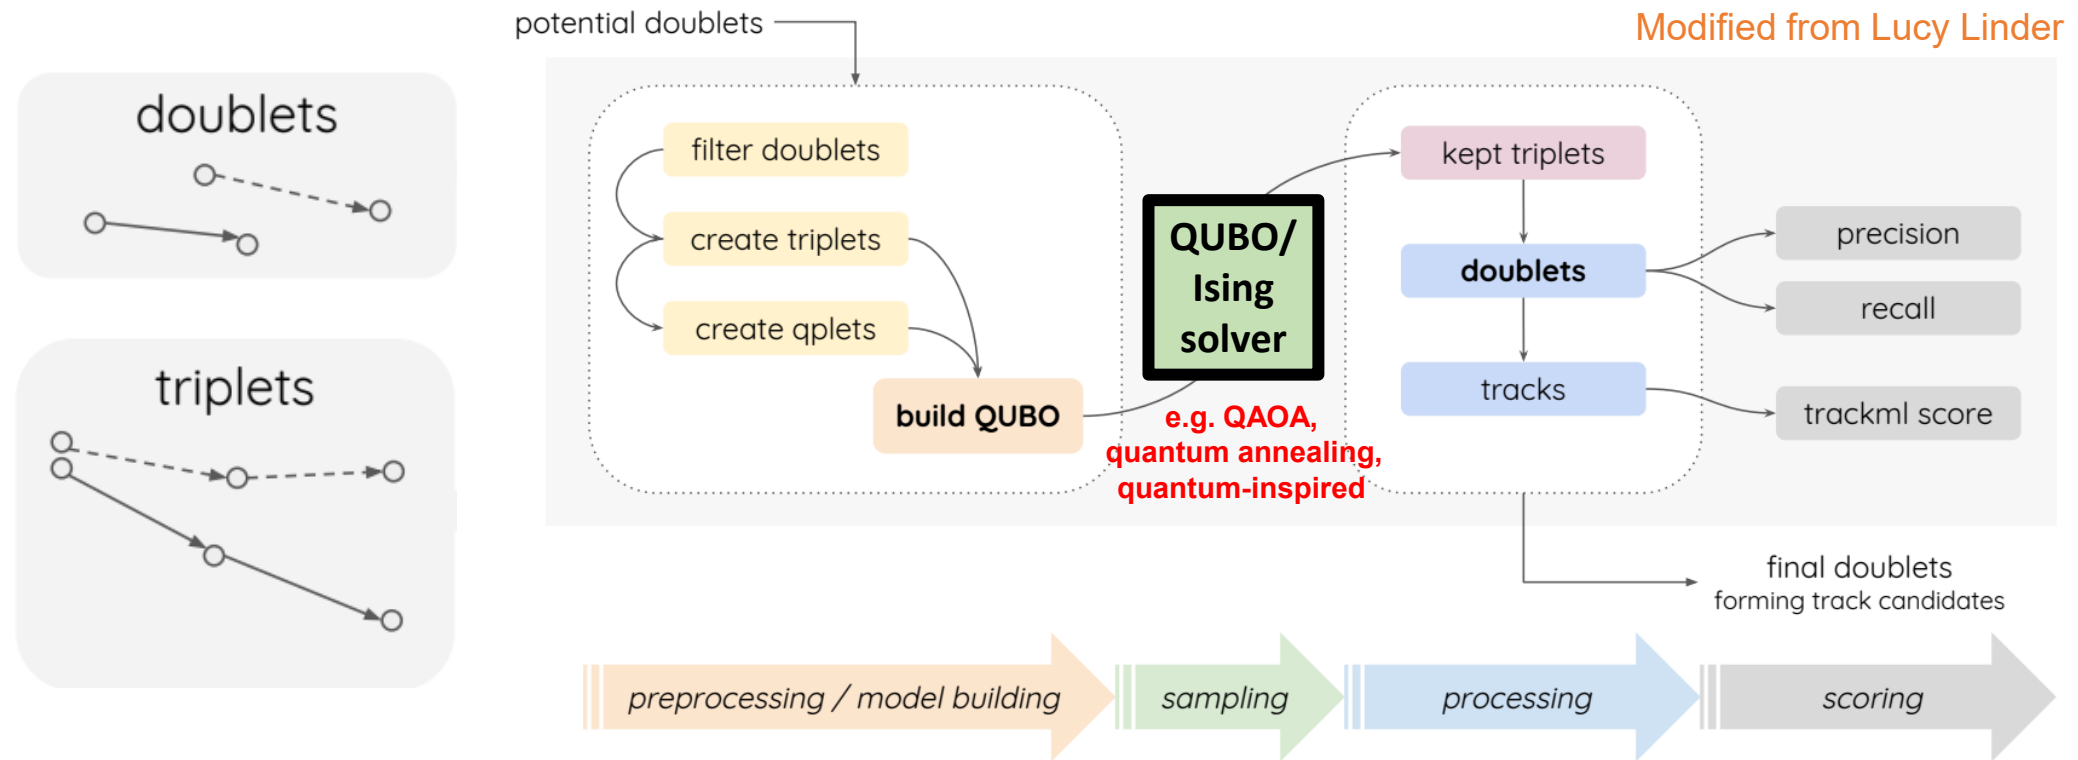 potential doublets
Modified from Lucy Linder
doublets
triplets
filter doublets
create triplets
create qplets
build QUBO
QUBO/
Ising
solver
e.g. QAOA,
quantum annealing,
quantum-inspired
kept triplets
doublets
tracks
precision
recall
trackml score
final doublets
forming track candidates
preprocessing / model building
sampling
processing
scoring